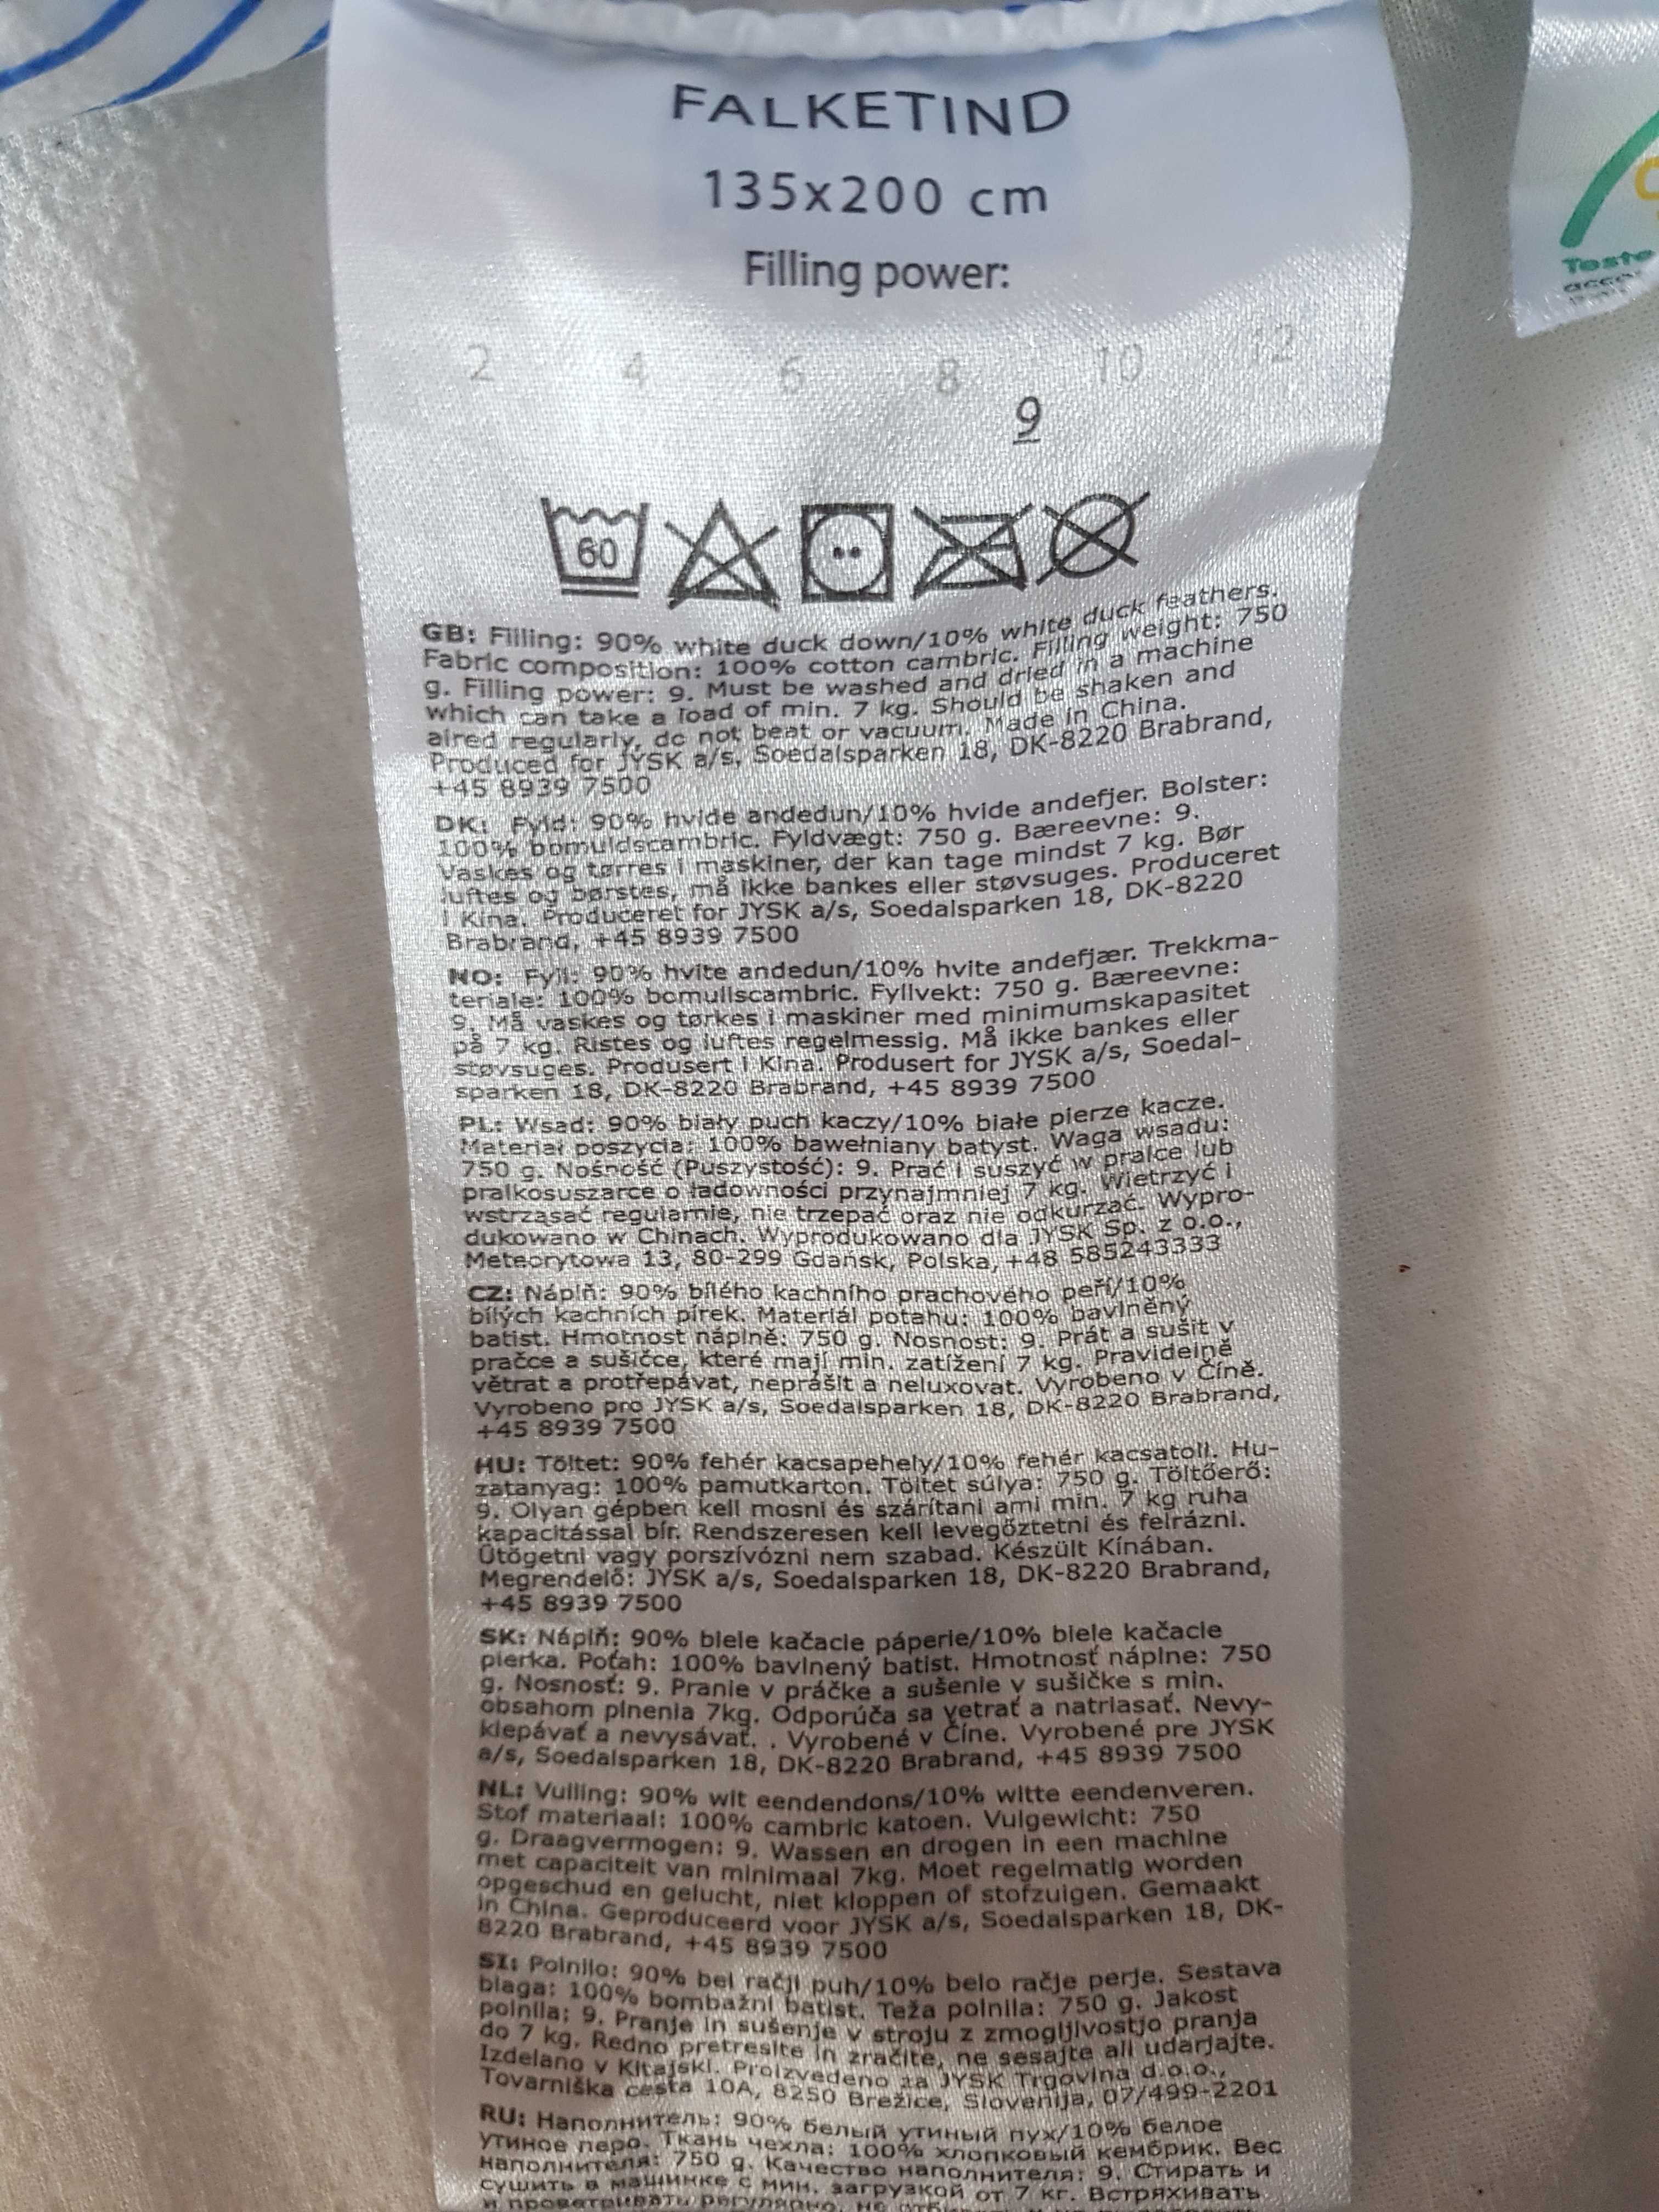 FALKETIND
135x200 cm
Filling power:
2 4 6 8 10 12
9
60
GB: Filling: 90% white duck down/10% white duck feathers.
Fabric composition: 100% cotton cambric. Filling weight: 750
g. Filling power: 9. Must be washed and dried in a machine
which can take a load of min. 7 kg. Should be shaken and
aired regularly, do not beat or vacuum. Made in China.
Produced for JYSK a/s, Soedalsparken 18, DK-8220 Brabrand,
+45 8939 7500
DK: Fyld: 90% hvide andedun/10% hvide andefjer. Bolster:
100% bomuldscambric. Fyldvægt: 750 g. Bæreevne: 9.
Vaskes og tørres i maskiner, der kan tage mindst 7 kg. Bør
luftes og børstes, må ikke bankes eller støvsuges. Produceret
i Kina. Produceret for JYSK a/s, Soedalsparken 18, DK-8220
Brabrand, +45 8939 7500
NO: Fyll: 90% hvite andedun/10% hvite andefjær. Trekkma-
teriale: 100% bomullscambric. Fyllvekt: 750 g. Bæreevne:
9. Må vaskes og tørkes i maskiner med minimumskapasitet
på 7 kg. Ristes og luftes regelmessig. Må ikke bankes eller
støvsuges. Produsert i Kina. Produsert for JYSK a/s, Soedal-
sparken 18, DK-8220 Brabrand, +45 8939 7500
PL: Wsad: 90% biały puch kaczy/10% białe pierze kacze.
Materiał poszycia: 100% bawełniany batyst. Waga wsadu:
750 g. Nośność (Puszystość): 9. Prać i suszyć w pralce lub
pralkosuszarce o ładowności przynajmniej 7 kg. Wietrzyć i
wstrząsać regularnie, nie trzepać oraz nie odkurzać. Wypro-
dukowano w Chinach. Wyprodukowano dla JYSK Sp. z o.o.,
Meteorytowa 13, 80-299 Gdańsk, Polska, +48 585243333
CZ: Náplň: 90% bílého kachního prachového peří/10%
bílých kachních pírek. Materiál potahu: 100% bavlněný
batist. Hmotnost náplně: 750 g. Nosnost: 9. Prát a sušit v
pračce a sušičce, které mají min. zatížení 7 kg. Pravidelně
větrat a protřepávat, neprášit a neluxovat. Vyrobeno v Číně.
Vyrobeno pro JYSK a/s, Soedalsparken 18, DK-8220 Brabrand,
+45 8939 7500
HU: Töltet: 90% fehér kacsapehely/10% fehér kacsatoll. Hu-
zatanyag: 100% pamutkarton. Töltet súlya: 750 g. Töltőerő:
9. Olyan gépben kell mosni és szárítani ami min. 7 kg ruha
kapacitással bír. Rendszeresen kell levegőztetni és felrázni.
Ütögetni vagy porszívózni nem szabad. Készült Kínában.
Megrendelő: JYSK a/s, Soedalsparken 18, DK-8220 Brabrand,
+45 8939 7500
SK: Náplň: 90% biele kačacie páperie/10% biele kačacie
pierka. Poťah: 100% bavlnený batist. Hmotnosť náplne: 750
g. Nosnosť: 9. Pranie v práčke a sušenie v sušičke s min.
obsahom plnenia 7kg. Odporúča sa vetrať a natriasať. Nevy-
klepávať a nevysávať. . Vyrobené v Číne. Vyrobené pre JYSK
a/s, Soedalsparken 18, DK-8220 Brabrand, +45 8939 7500
NL: Vulling: 90% wit eendendons/10% witte eendenveren.
Stof materiaal: 100% cambric katoen. Vulgewicht: 750
g. Draagvermogen: 9. Wassen en drogen in een machine
met capaciteit van minimaal 7kg. Moet regelmatig worden
opgeschud en gelucht, niet kloppen of stofzuigen. Gemaakt
in China. Geproduceerd voor JYSK a/s, Soedalsparken 18, DK-
8220 Brabrand, +45 8939 7500
SI: Polnilo: 90% bel račji puh/10% belo račje perje. Sestava
blaga: 100% bombažni batist. Teža polnila: 750 g. Jakost
polnila: 9. Pranje in sušenje v stroju z zmogljivostjo pranja
do 7 kg. Redno pretresite in zračite, ne sesajte ali udarjajte.
Izdelano v Kitajski. Proizvedeno za JYSK Trgovina d.o.o.,
Tovarniška cesta 10A, 8250 Brežice, Slovenija, 07/499-2201
RU: Наполнитель: 90% белый утиный пух/10% белое
утиное перо. Ткань чехла: 100% хлопковый кембрик. Вес
наполнителя: 750 g. Качество наполнителя: 9. Стирать и
сушить в машинке с мин. загрузкой от 7 кг. Встряхивать
и проветривать регулярно, не